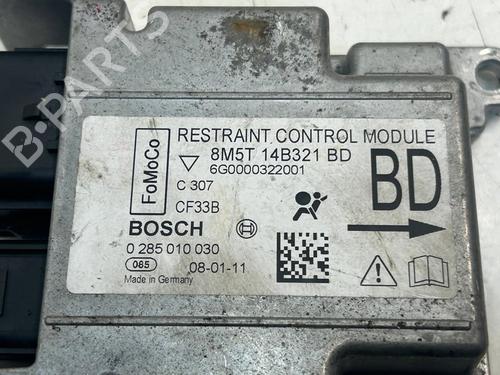 RESTRAINT CONTROL MODULE
FoMoCo
8M5T 14B321 BD
6G0000322001
BD
C 307
CF33B
BOSCH
0 285 010 030
085
08-01-11
Made in Germany
B-PARTS